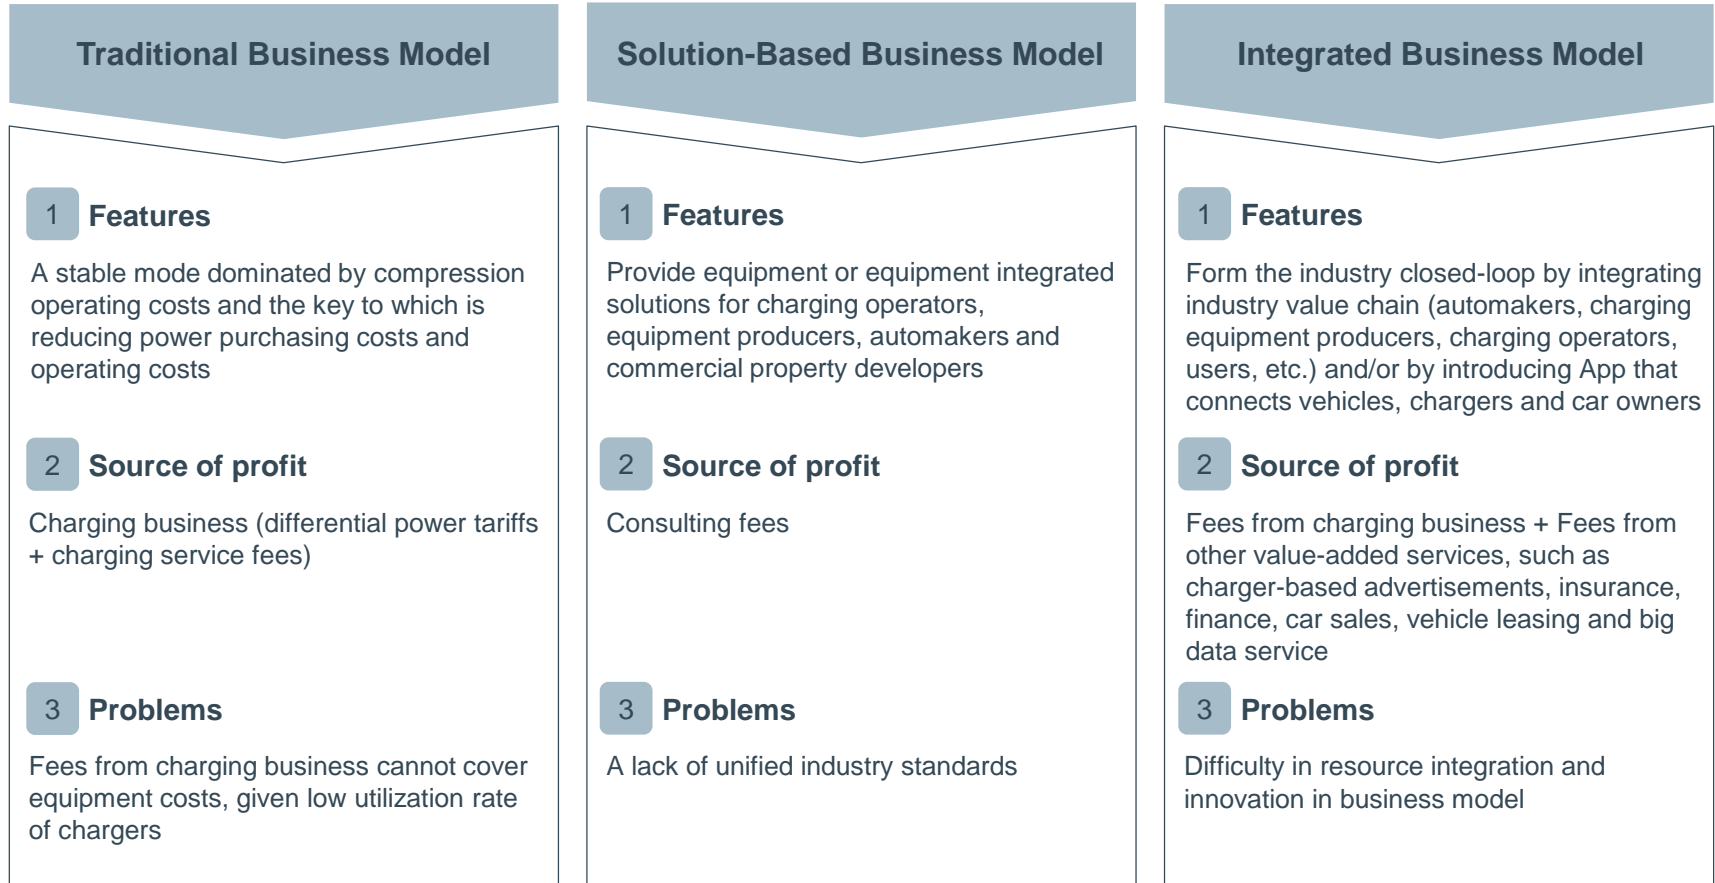 Traditional Business Model
1
Features
A stable mode dominated by compression
operating costs and the key to which is
reducing power purchasing costs and
operating costs
2
Source of profit
Charging business (differential power tariffs
+ charging service fees)
3
Problems
Fees from charging business cannot cover
equipment costs, given low utilization rate
of chargers
Solution-Based Business Model
1
Features
Provide equipment or equipment integrated
solutions for charging operators,
equipment producers, automakers and
commercial property developers
2
Source of profit
Consulting fees
3
Problems
A lack of unified industry standards
Integrated Business Model
1
Features
Form the industry closed-loop by integrating
industry value chain (automakers, charging
equipment producers, charging operators,
users, etc.) and/or by introducing App that
connects vehicles, chargers and car owners
2
Source of profit
Fees from charging business + Fees from
other value-added services, such as
charger-based advertisements, insurance,
finance, car sales, vehicle leasing and big
data service
3
Problems
Difficulty in resource integration and
innovation in business model